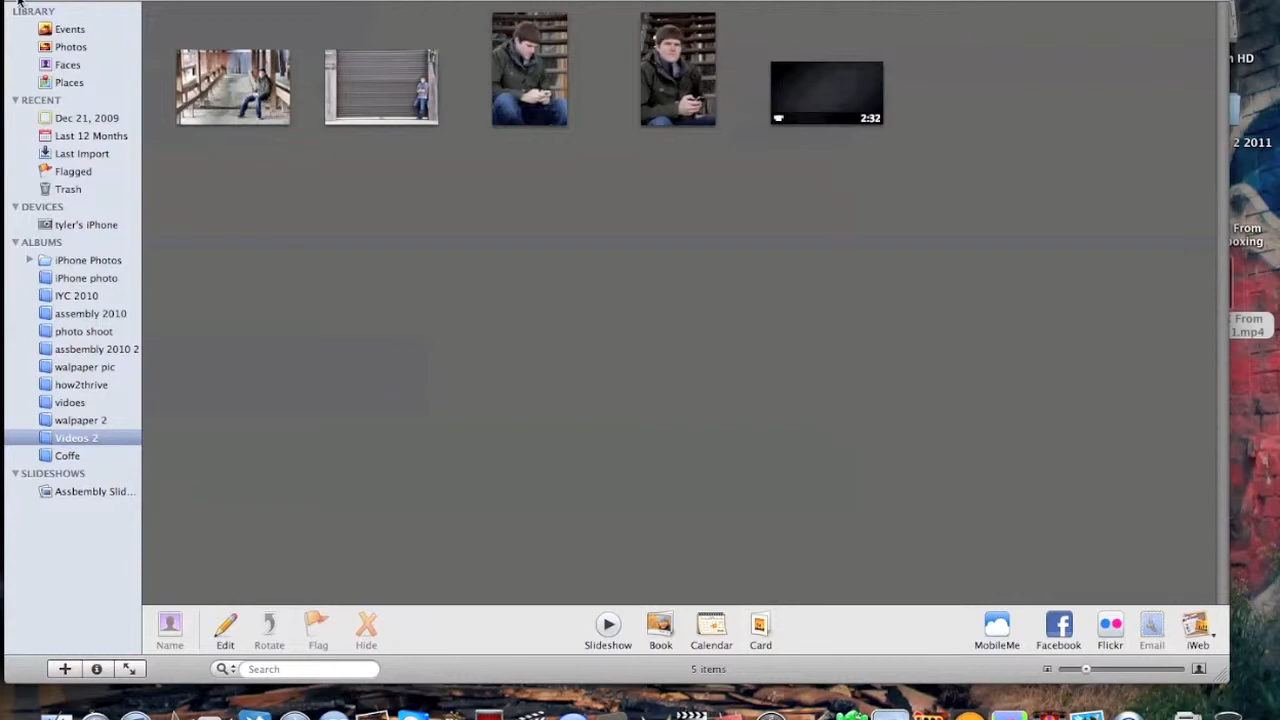 LIBRARY
Events
Photos
Faces
Places
RECENT
Dec 21, 2009
Last 12 Months
Last Import
Flagged
Trash
DEVICES
tyler's iPhone
ALBUMS
iPhone Photos
iPhone photo
IYC 2010
assembly 2010
photo shoot
assbembly 2010 2
walpaper pic
how2thrive
vidoes
walpaper 2
Videos 2
Coffe
SLIDESHOWS
Assbembly Slid...
2:32
HD
2 2011
From
oxing
From
1.mp4
Name
Edit
Rotate
Flag
Hide
Slideshow
Book
Calendar
Card
MobileMe
Facebook
Flickr
Email
iWeb
Search
5 items